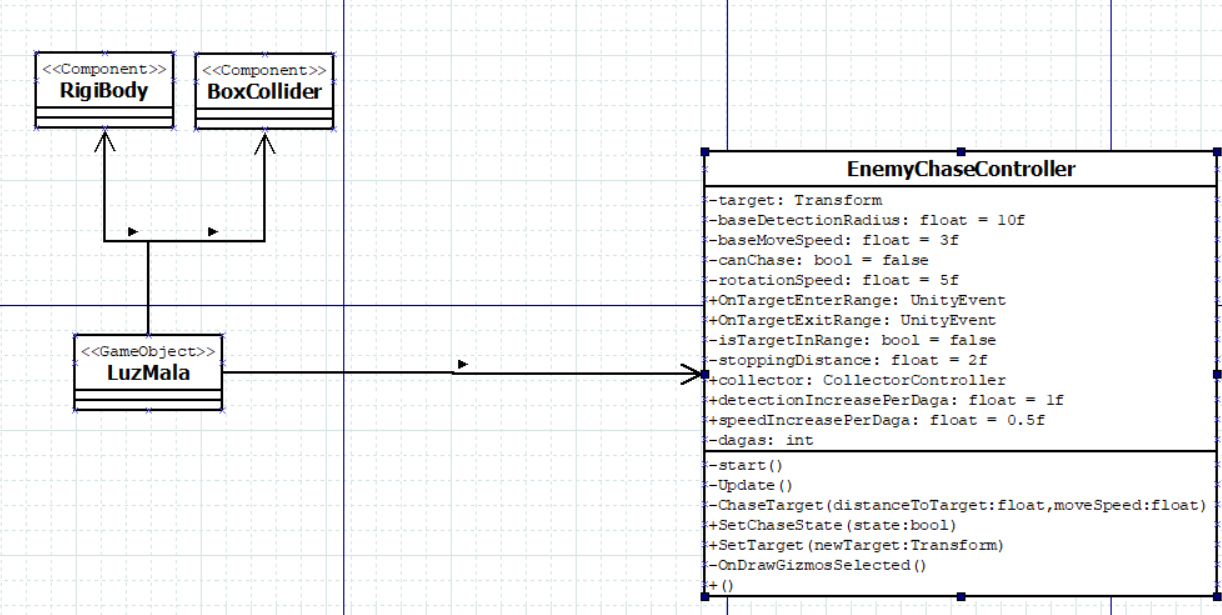 <<Component>>
RigiBody
<<Component>>
BoxCollider
<<GameObject>>
LuzMala
EnemyChaseController
-target: Transform
-baseDetectionRadius: float = 10f
-baseMoveSpeed: float = 3f
-canChase: bool = false
-rotationSpeed: float = 5f
+OnTargetEnterRange: UnityEvent
+OnTargetExitRange: UnityEvent
-isTargetInRange: bool = false
-stoppingDistance: float = 2f
+collector: CollectorController
+detectionIncreasePerDaga: float = 1f
+speedIncreasePerDaga: float = 0.5f
-dagas: int
-start()
-Update()
-ChaseTarget(distanceToTarget:float,moveSpeed:float)
+SetChaseState(state:bool)
+SetTarget(newTarget:Transform)
-OnDrawGizmosSelected()
+()